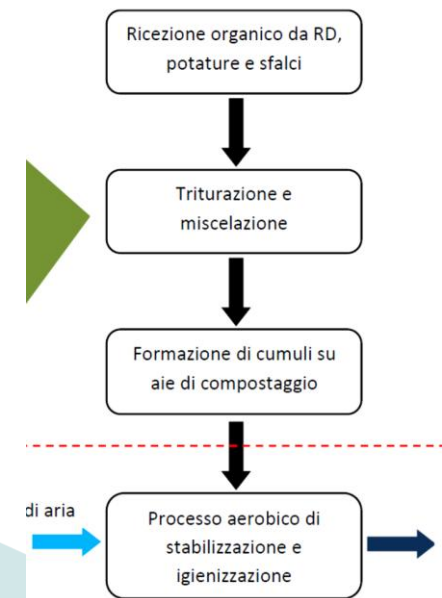 Ricezione organico da RD,
potature e sfalci
Triturazione e
miscelazione
Formazione di cumuli su
aie di compostaggio
di aria
Processo aerobico di
stabilizzazione e
igienizzazione